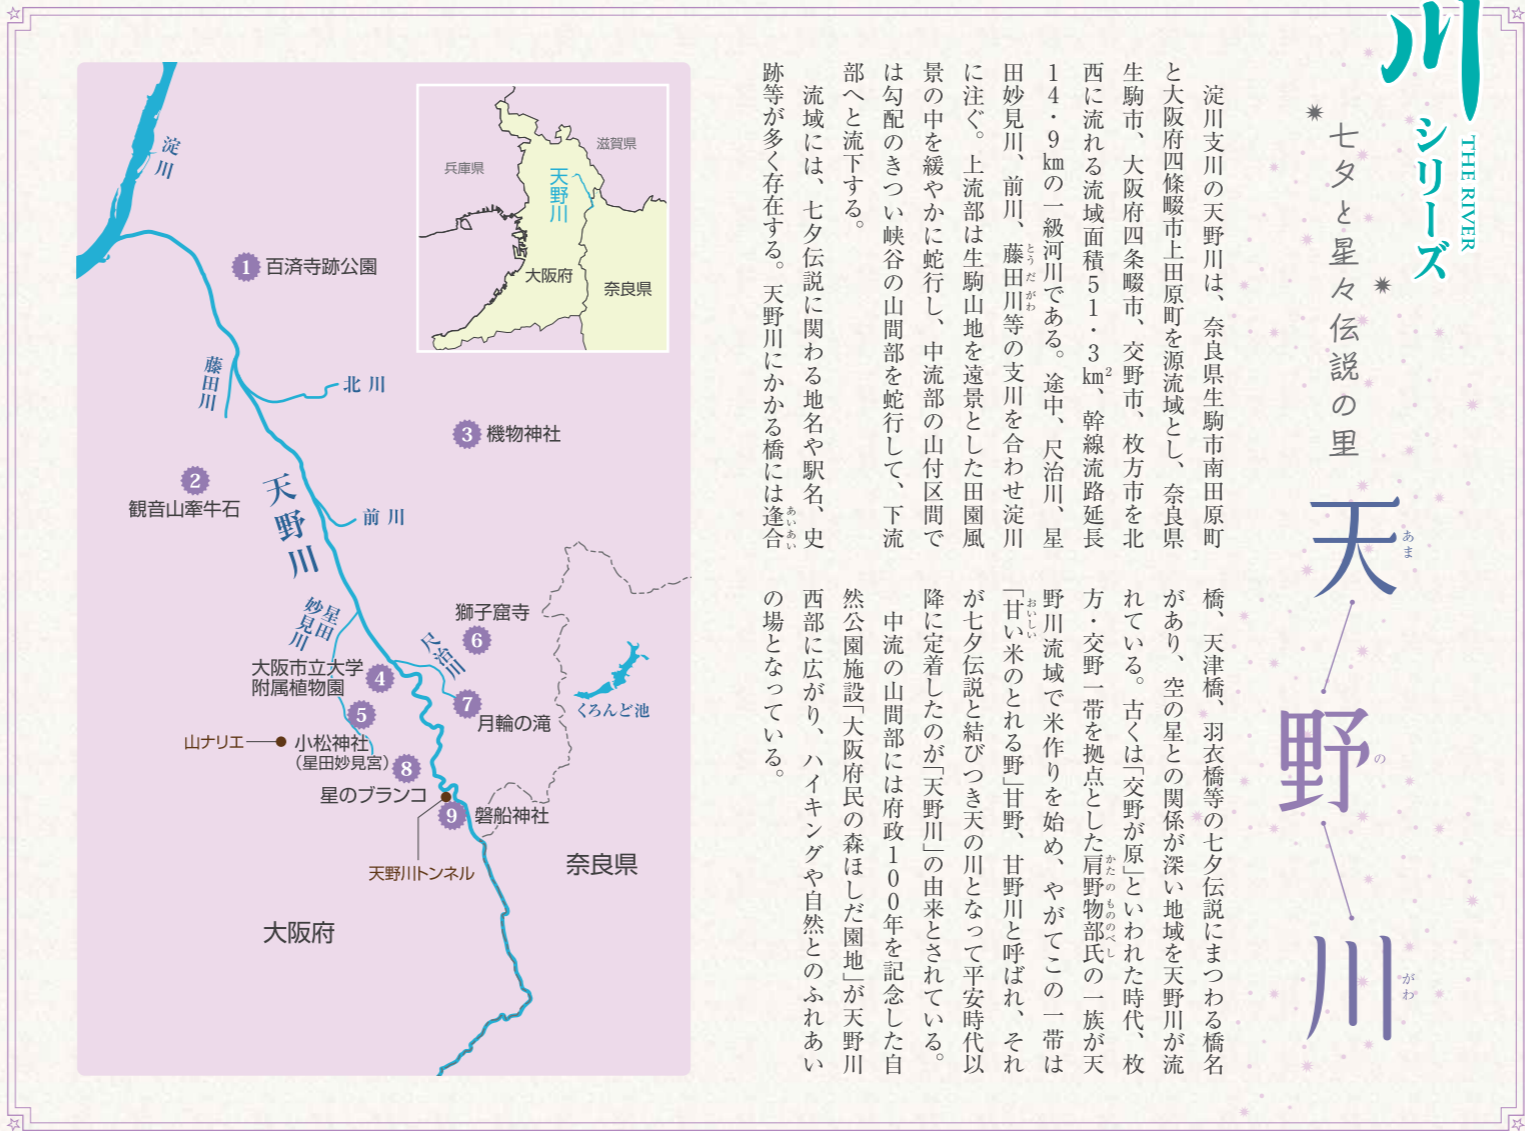 川
シリーズ
THE RIVER
七夕と星々伝説の里
天野川
あまのがわ
淀川支川の天野川は、奈良県生駒市南田原町
と大阪府四條畷市上田原町を源流域とし、奈良県
生駒市、大阪府四条畷市、交野市、枚方市を北
西に流れる流域面積51・3㎢、幹線流路延長
14・9㎞の一級河川である。途中、尺治川、星
田妙見川、前川、藤田川等の支川を合わせ淀川
とうだがわ
に注ぐ。上流部は生駒山地を遠景とした田園風
景の中を緩やかに蛇行し、中流部の山付区間で
は勾配のきつい峡谷の山間部を蛇行して、下流
部へと流下する。
流域には、七夕伝説に関わる地名や駅名、史
跡等が多く存在する。天野川にかかる橋には逢合
あいあい
橋、天津橋、羽衣橋等の七夕伝説にまつわる橋名
があり、空の星との関係が深い地域を天野川が流
れている。古くは「交野が原」といわれた時代、枚
方・交野一帯を拠点とした肩野物部氏の一族が天
かたのもののべし
野川流域で米作りを始め、やがてこの一帯は
「甘い米のとれる野」甘野、甘野川と呼ばれ、それ
おいしい
が七夕伝説と結びつき天の川となって平安時代以
降に定着したのが「天野川」の由来とされている。
中流の山間部には府政100年を記念した自
然公園施設「大阪府民の森ほしだ園地」が天野川
西部に広がり、ハイキングや自然とのふれあい
の場となっている。
淀川
兵庫県
滋賀県
天野川
大阪府
奈良県
1 百済寺跡公園
藤田川
北川
3 機物神社
2
観音山牽牛石
天野川
前川
星田
妙見川
獅子窟寺
6
尺治川
大阪市立大学
附属植物園
4
7
月輪の滝
くろんど池
5
山ナリエ
小松神社
(星田妙見宮)
8
星のブランコ
9 磐船神社
天野川トンネル
奈良県
大阪府